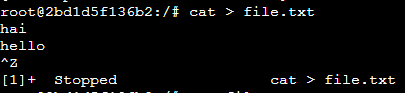 root@2bd1d5f136b2:/# cat > file.txt
hai
hello
^Z
[1]+  Stopped                 cat > file.txt